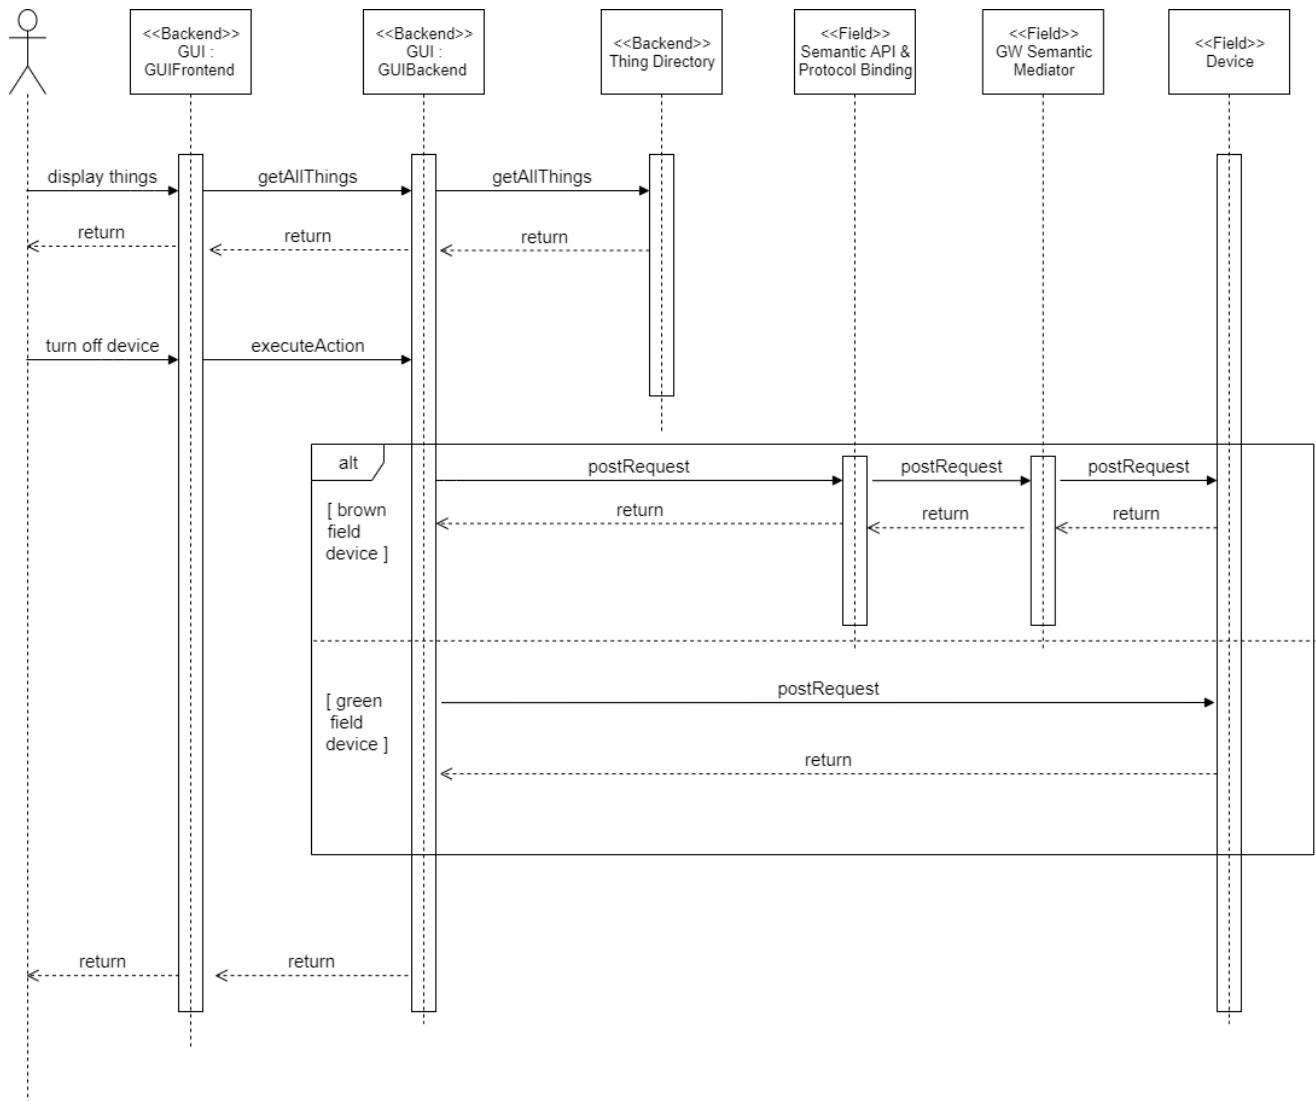 <<Backend>>
GUI :
GUIFrontend
<<Backend>>
GUI :
GUIBackend
<<Backend>>
Thing Directory
<<Field>>
Semantic API &
Protocol Binding
<<Field>>
GW Semantic
Mediator
<<Field>>
Device
display things
getAllThings
getAllThings
return
return
return
turn off device
executeAction
alt
postRequest
postRequest
postRequest
[ brown
field
device ]
return
return
return
[ green
field
device ]
postRequest
return
return
return